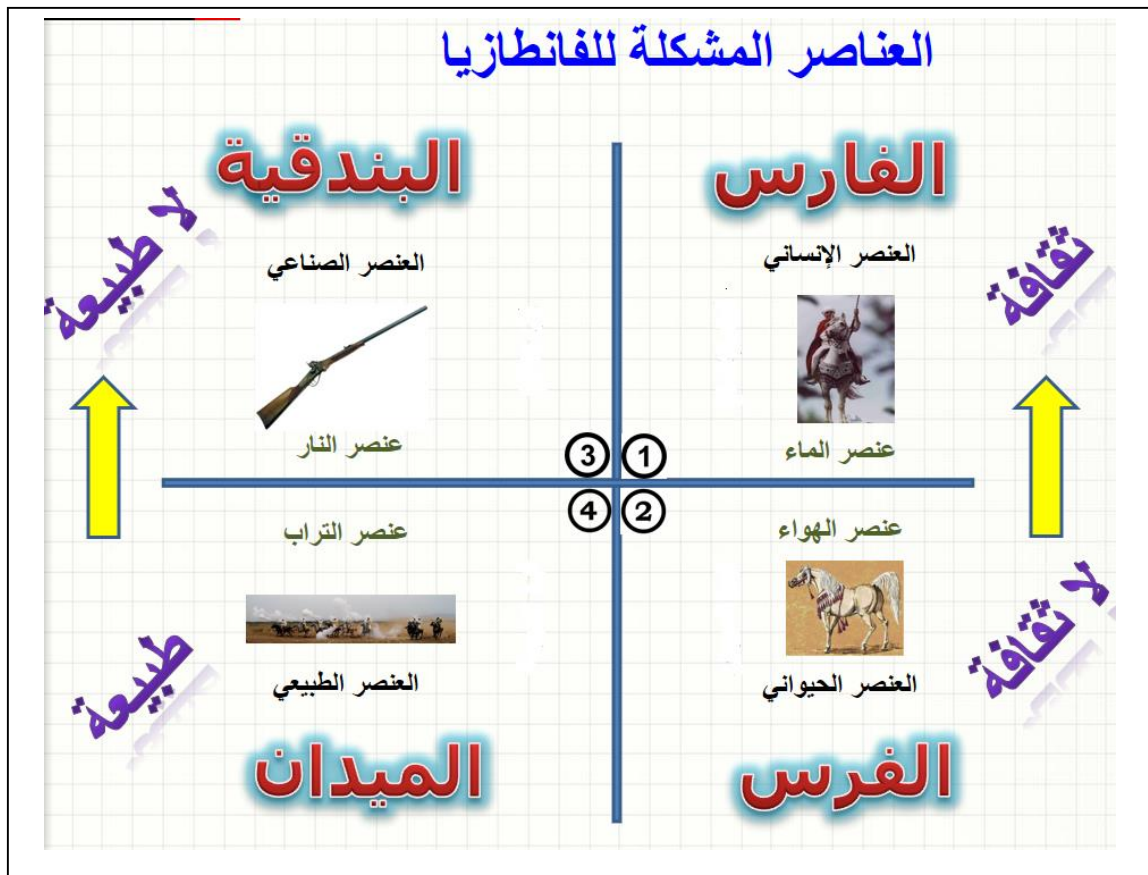 العناصر المشكلة للفانطازيا
الفارس
العنصر الإنساني
عنصر الماء
ثقافة
1
2
عنصر الهواء
العنصر الحيواني
الفرس
لا ثقافة
البندقية
العنصر الصناعي
عنصر النار
لا طبيعة
3
4
عنصر التراب
العنصر الطبيعي
الميدان
طبيعة